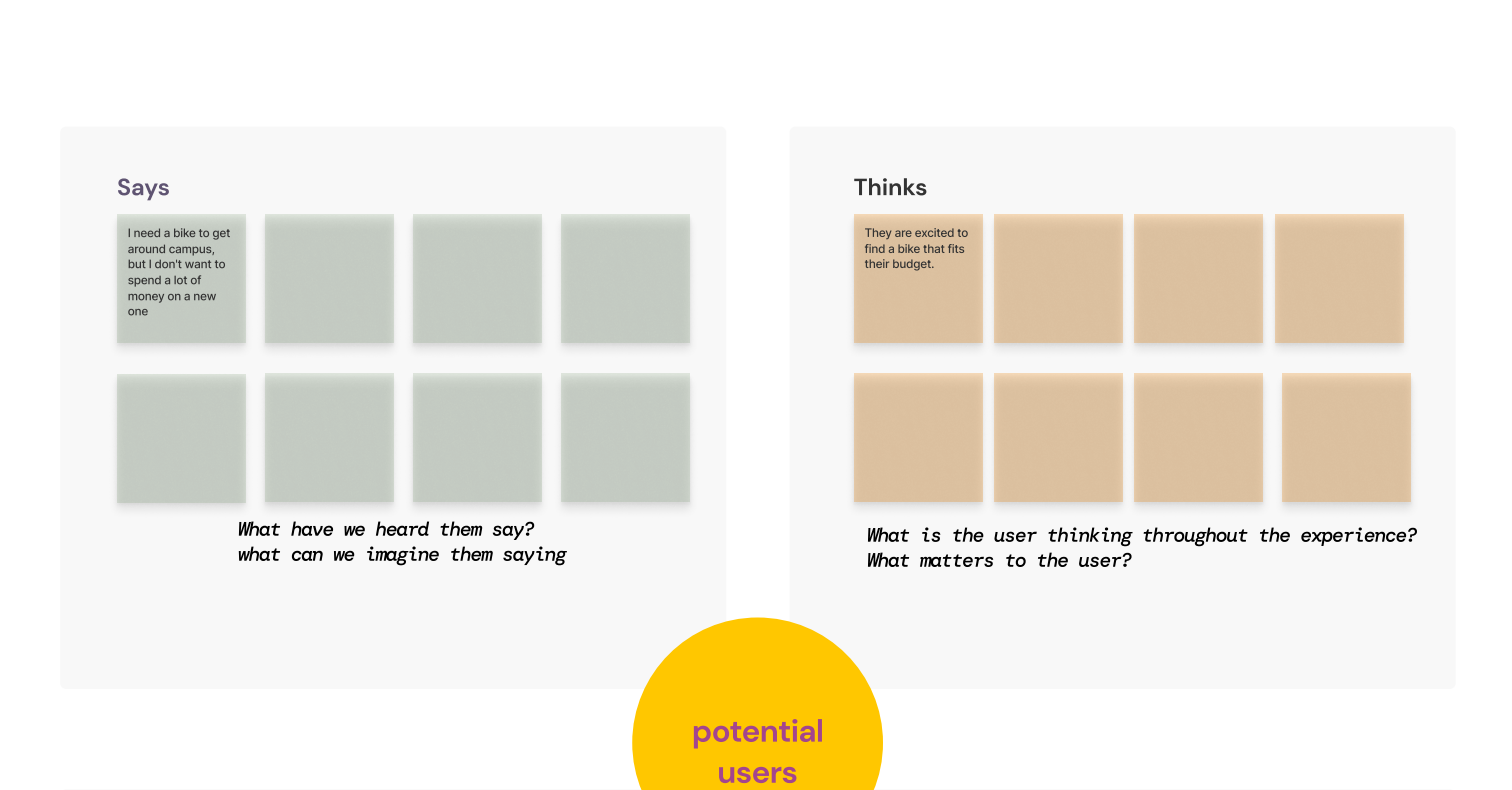 Says
I need a bike to get
around campus,
but I don't want to
spend a lot of
money on a new
one
What have we heard them say?
what can we imagine them saying
Thinks
They are excited to
find a bike that fits
their budget.
What is the user thinking throughout the experience?
What matters to the user?
potential
users